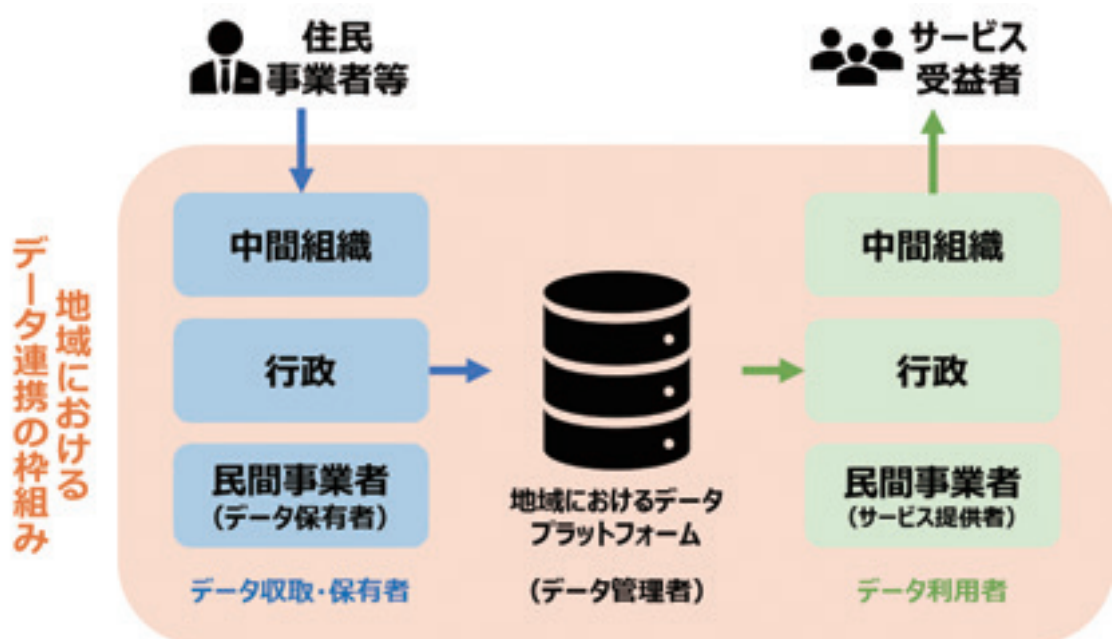 住民
事業者等
サービス
受益者
地域における
データ連携の枠組み
中間組織
行政
民間事業者
(データ保有者)
データ収取・保有者
地域におけるデータ
プラットフォーム
(データ管理者)
中間組織
行政
民間事業者
(サービス提供者)
データ利用者